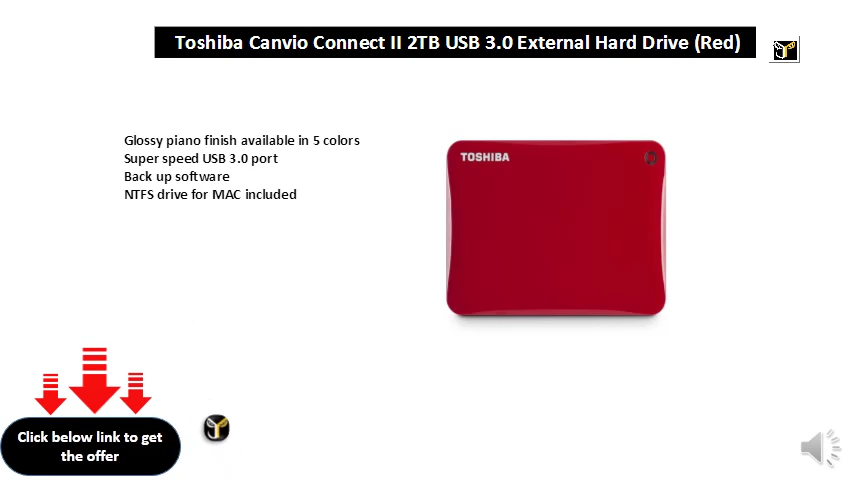 Toshiba Canvio Connect II 2TB USB 3.0 External Hard Drive (Red)
Glossy piano finish available in 5 colors
Super speed USB 3.0 port
Back up software
NTFS drive for MAC included
TOSHIBA
Click below link to get
the offer